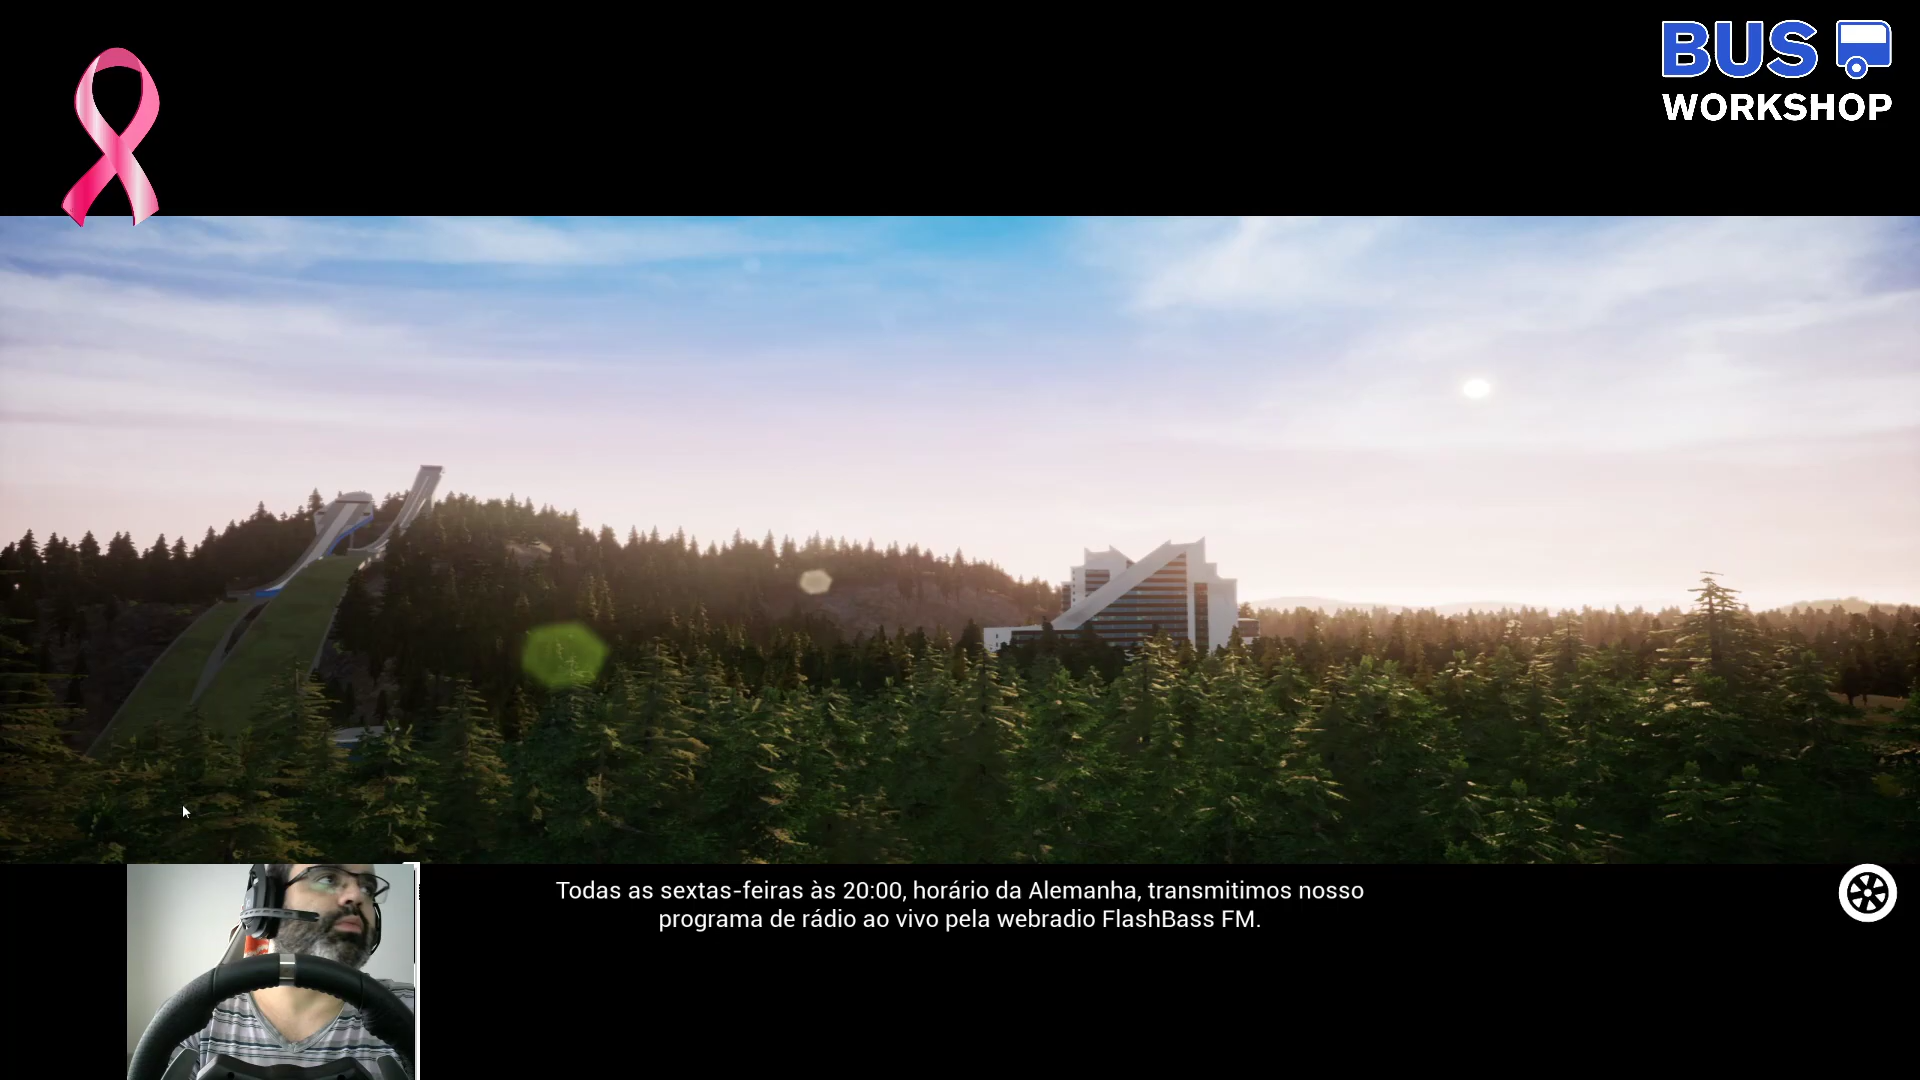 BUS
WORKSHOP
Todas as sextas-feiras às 20:00, horário da Alemanha, transmitimos nosso
programa de rádio ao vivo pela webradio FlashBass FM.